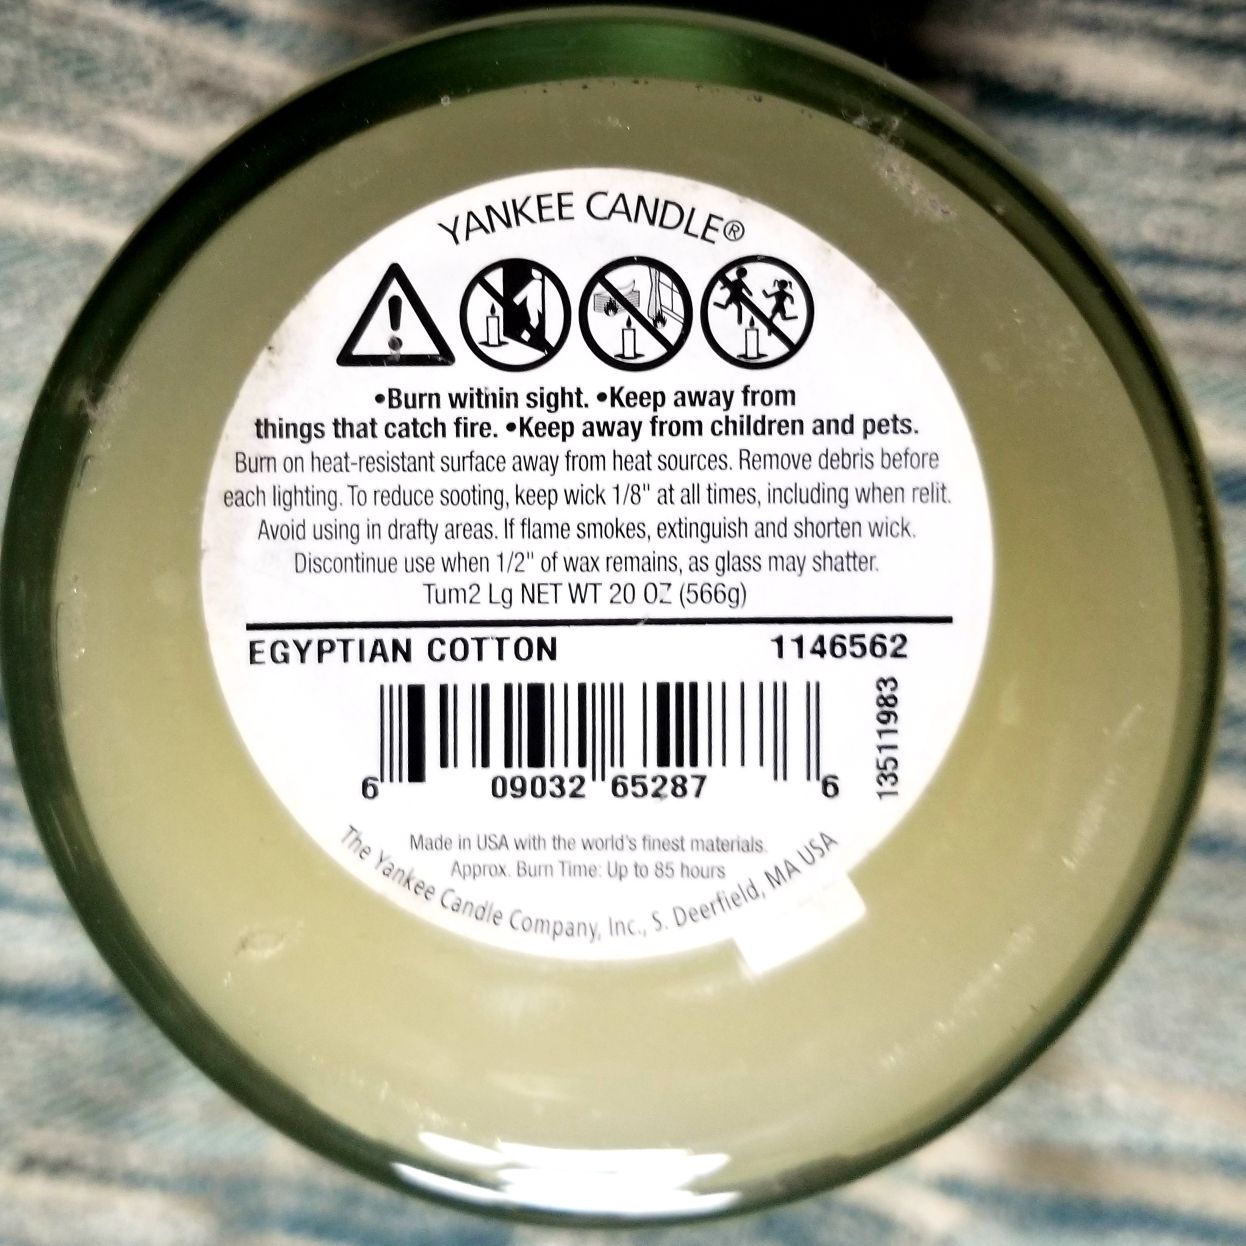 YANKEE CANDLE®
•Burn within sight. •Keep away from
things that catch fire. •Keep away from children and pets.
Burn on heat-resistant surface away from heat sources. Remove debris before
each lighting. To reduce sooting, keep wick 1/8" at all times, including when relit.
Avoid using in drafty areas. If flame smokes, extinguish and shorten wick.
Discontinue use when 1/2" of wax remains, as glass may shatter.
Tum2 Lg NET WT 20 OZ (566g)
EGYPTIAN COTTON 1146562
13511983
6 09032 65287 6
Made in USA with the world's finest materials.
Approx. Burn Time: Up to 85 hours
The Yankee Candle Company, Inc., S. Deerfield, MA USA